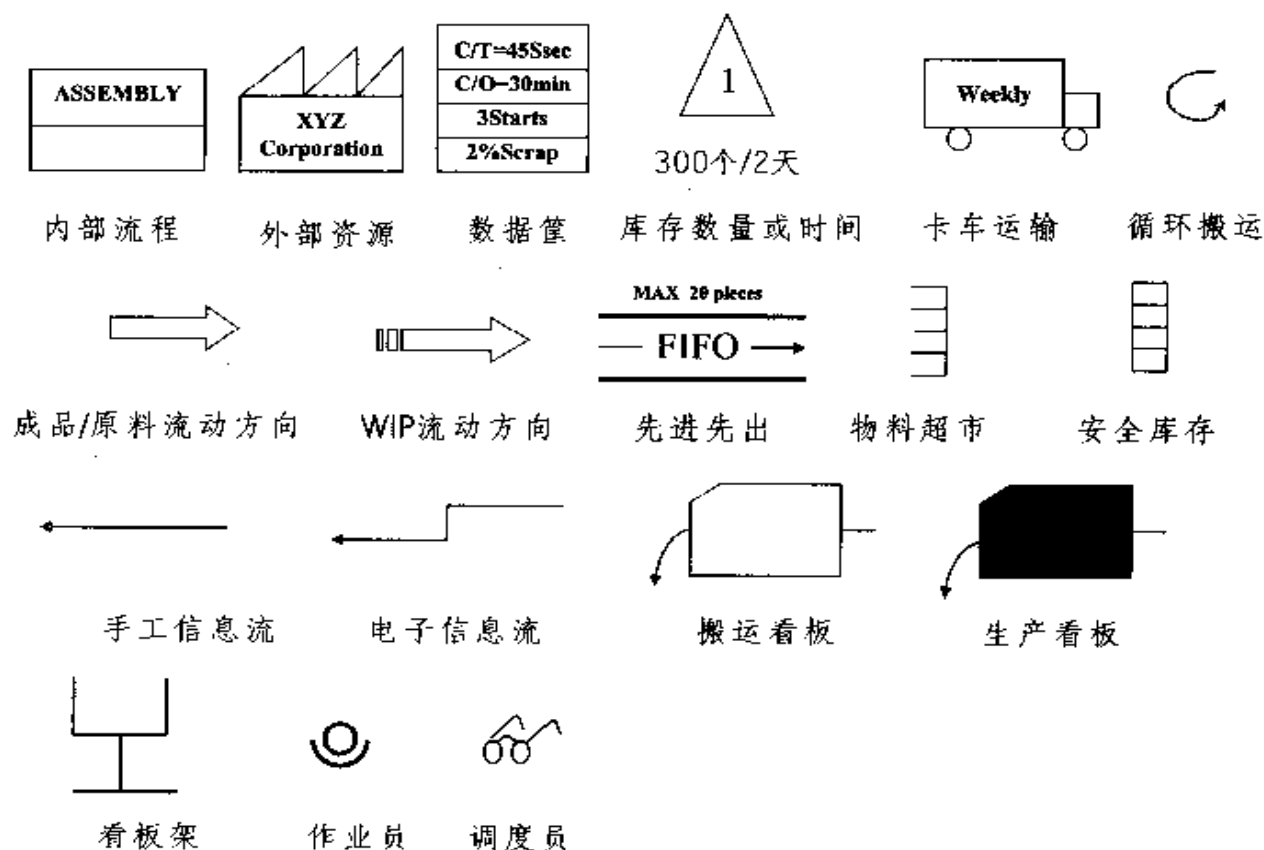 ASSEMBLY
内部流程
XYZ
Corporation
外部资源
C/T=45Ssec
C/O=30min
3Starts
2%Scrap
数据筐
1
300个/2天
库存数量或时间
Weekly
卡车运输
循环搬运
成品/原料流动方向
WIP流动方向
MAX 20 pieces
FIFO
先进先出
物料超市
安全库存
手工信息流
电子信息流
搬运看板
生产看板
看板架
作业员
调度员